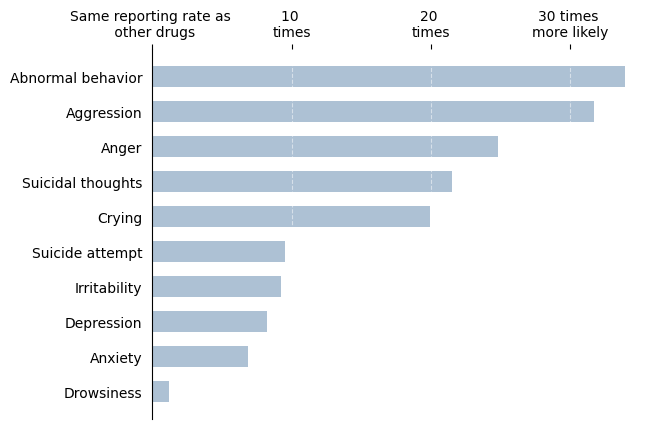 Same reporting rate as
other drugs
10
times
20
times
30 times
more likely
Abnormal behavior
Aggression
Anger
Suicidal thoughts
Crying
Suicide attempt
Irritability
Depression
Anxiety
Drowsiness